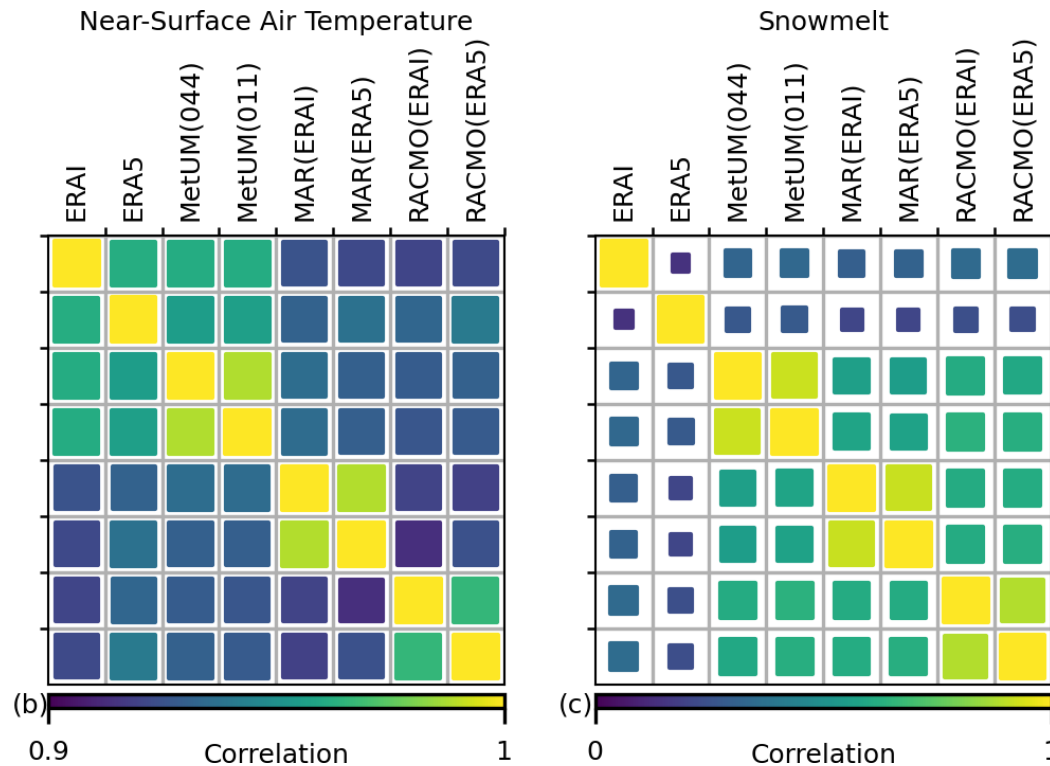 Near-Surface Air Temperature
ERAI
ERA5
MetUM(044)
MetUM(011)
MAR(ERAI)
MAR(ERA5)
RACMO(ERAI)
RACMO(ERA5)
(b)
0.9
Correlation
1
Snowmelt
ERAI
ERA5
MetUM(044)
MetUM(011)
MAR(ERAI)
MAR(ERA5)
RACMO(ERAI)
RACMO(ERA5)
(c)
0
Correlation
1